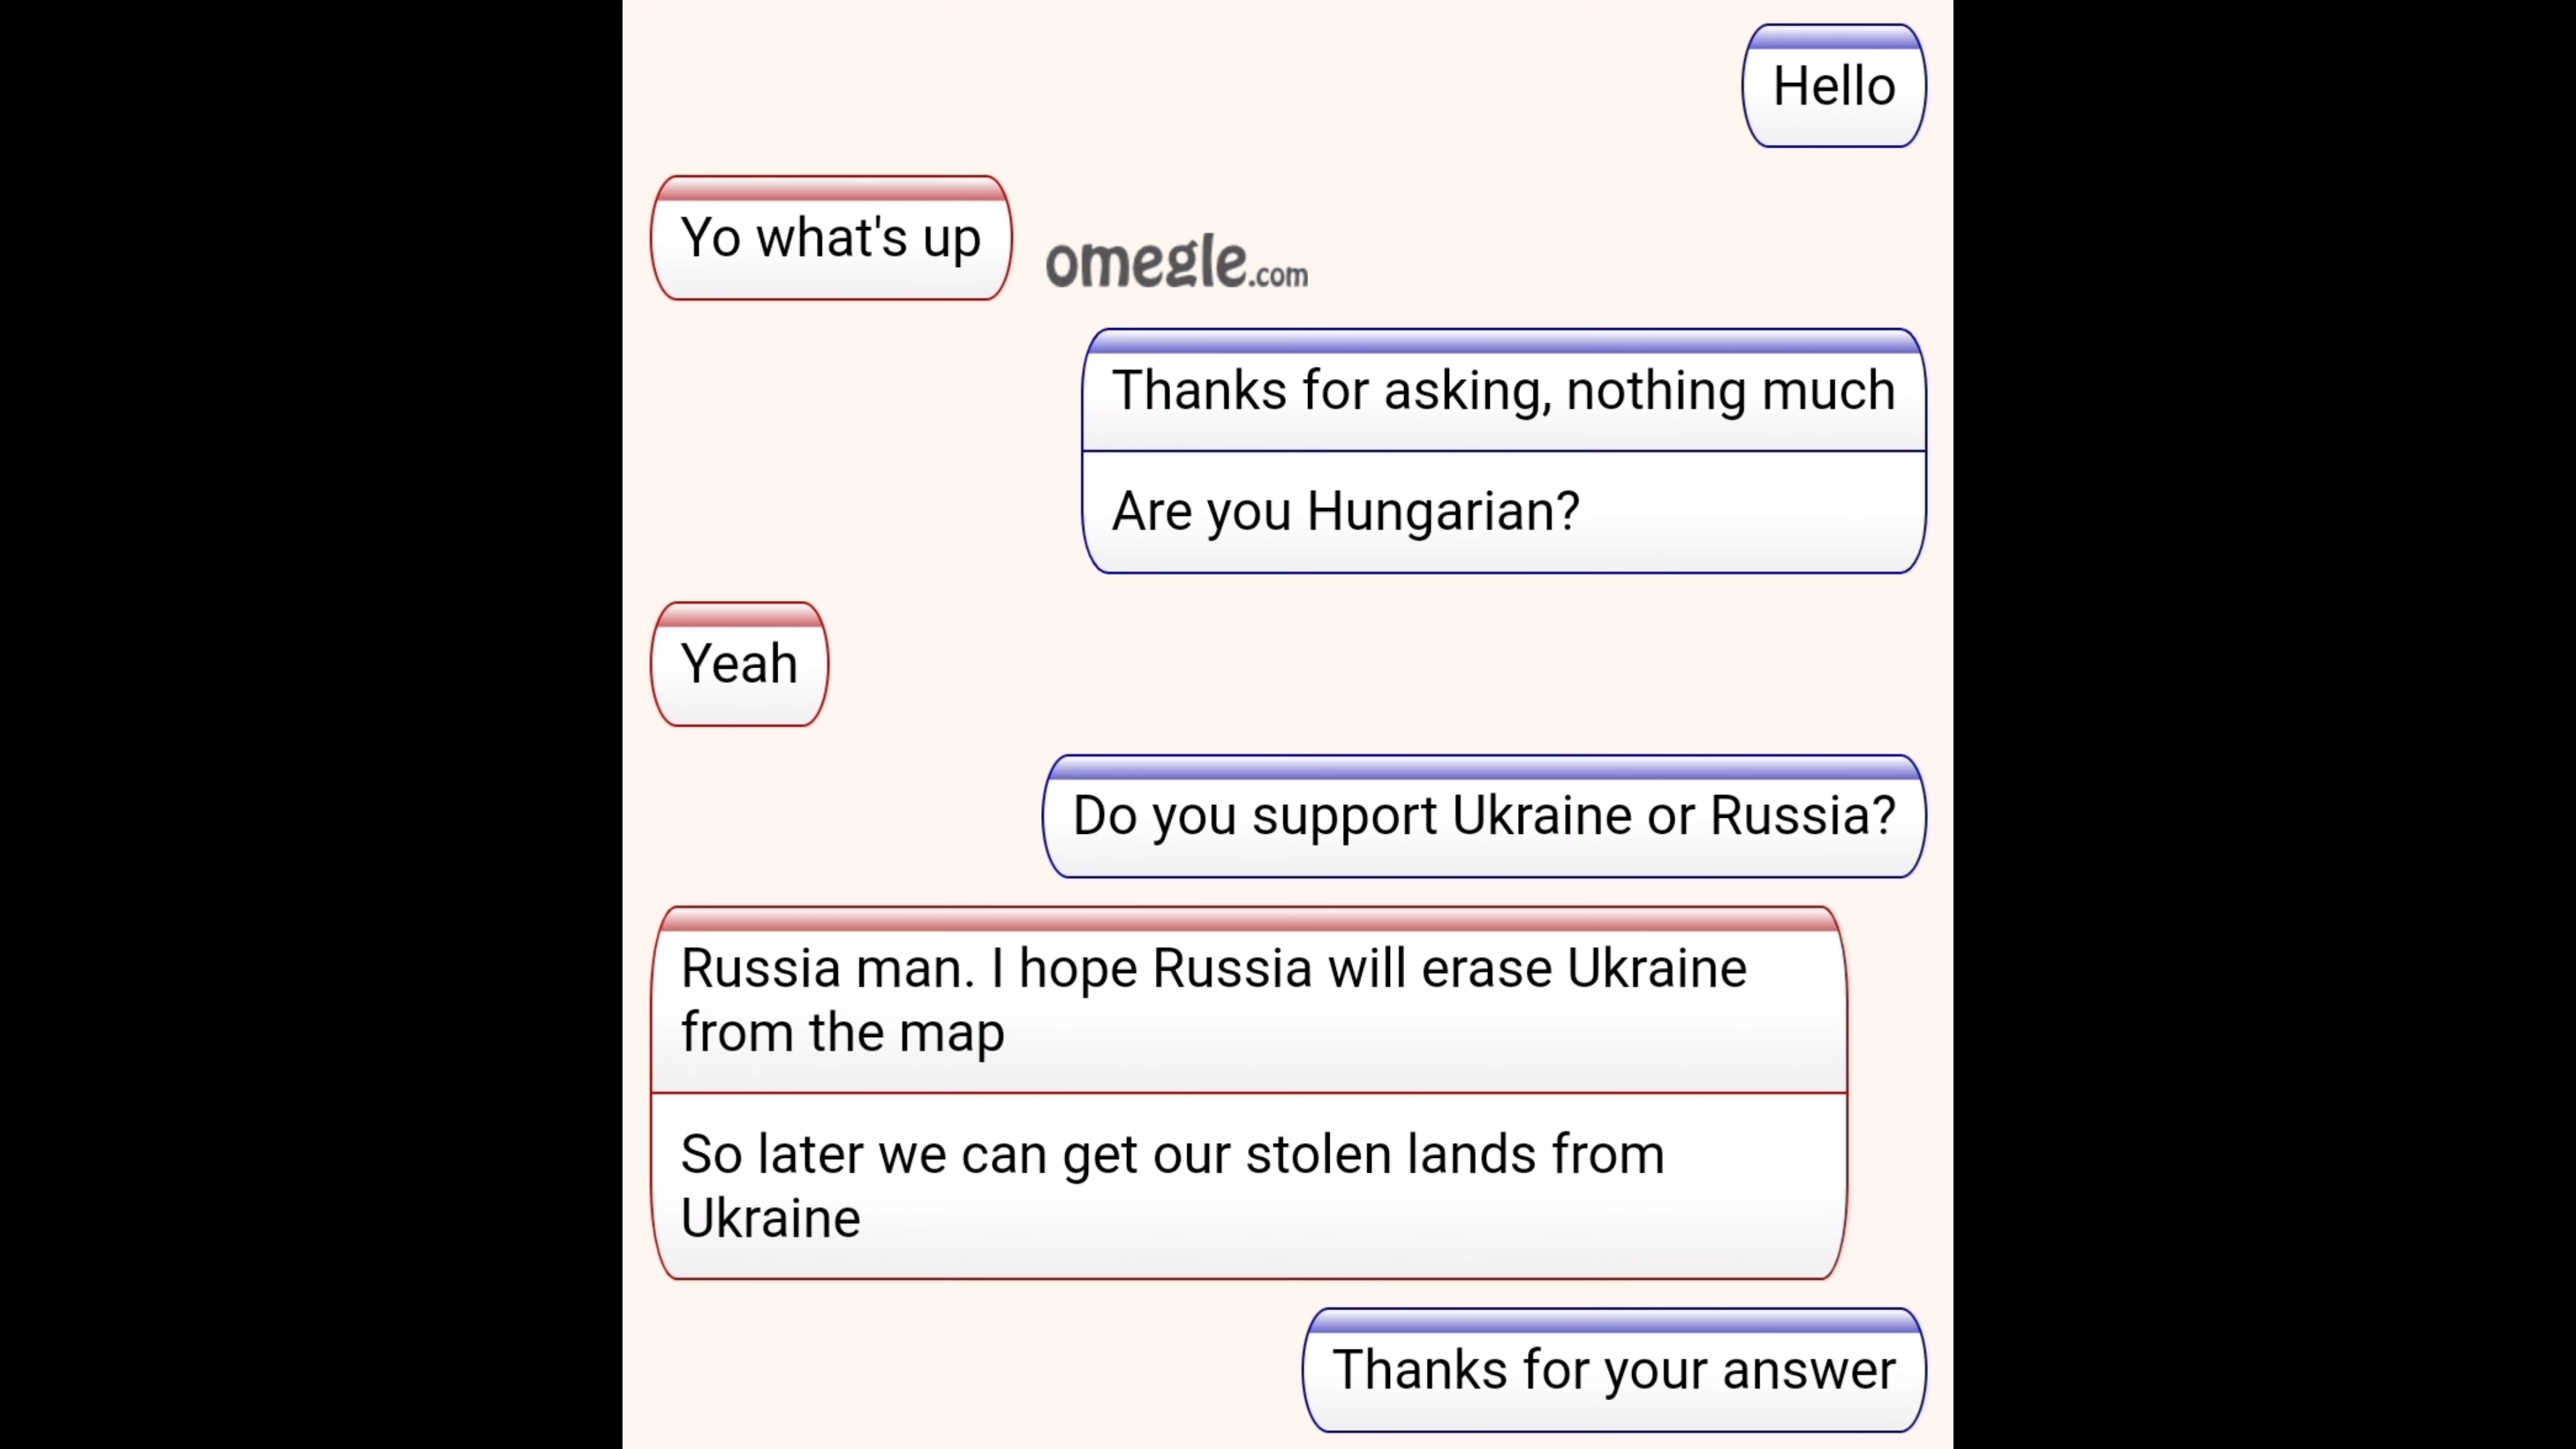 Hello
Yo what's up
omegle.com
Thanks for asking, nothing much
Are you Hungarian?
Yeah
Do you support Ukraine or Russia?
Russia man. I hope Russia will erase Ukraine
from the map
So later we can get our stolen lands from
Ukraine
Thanks for your answer